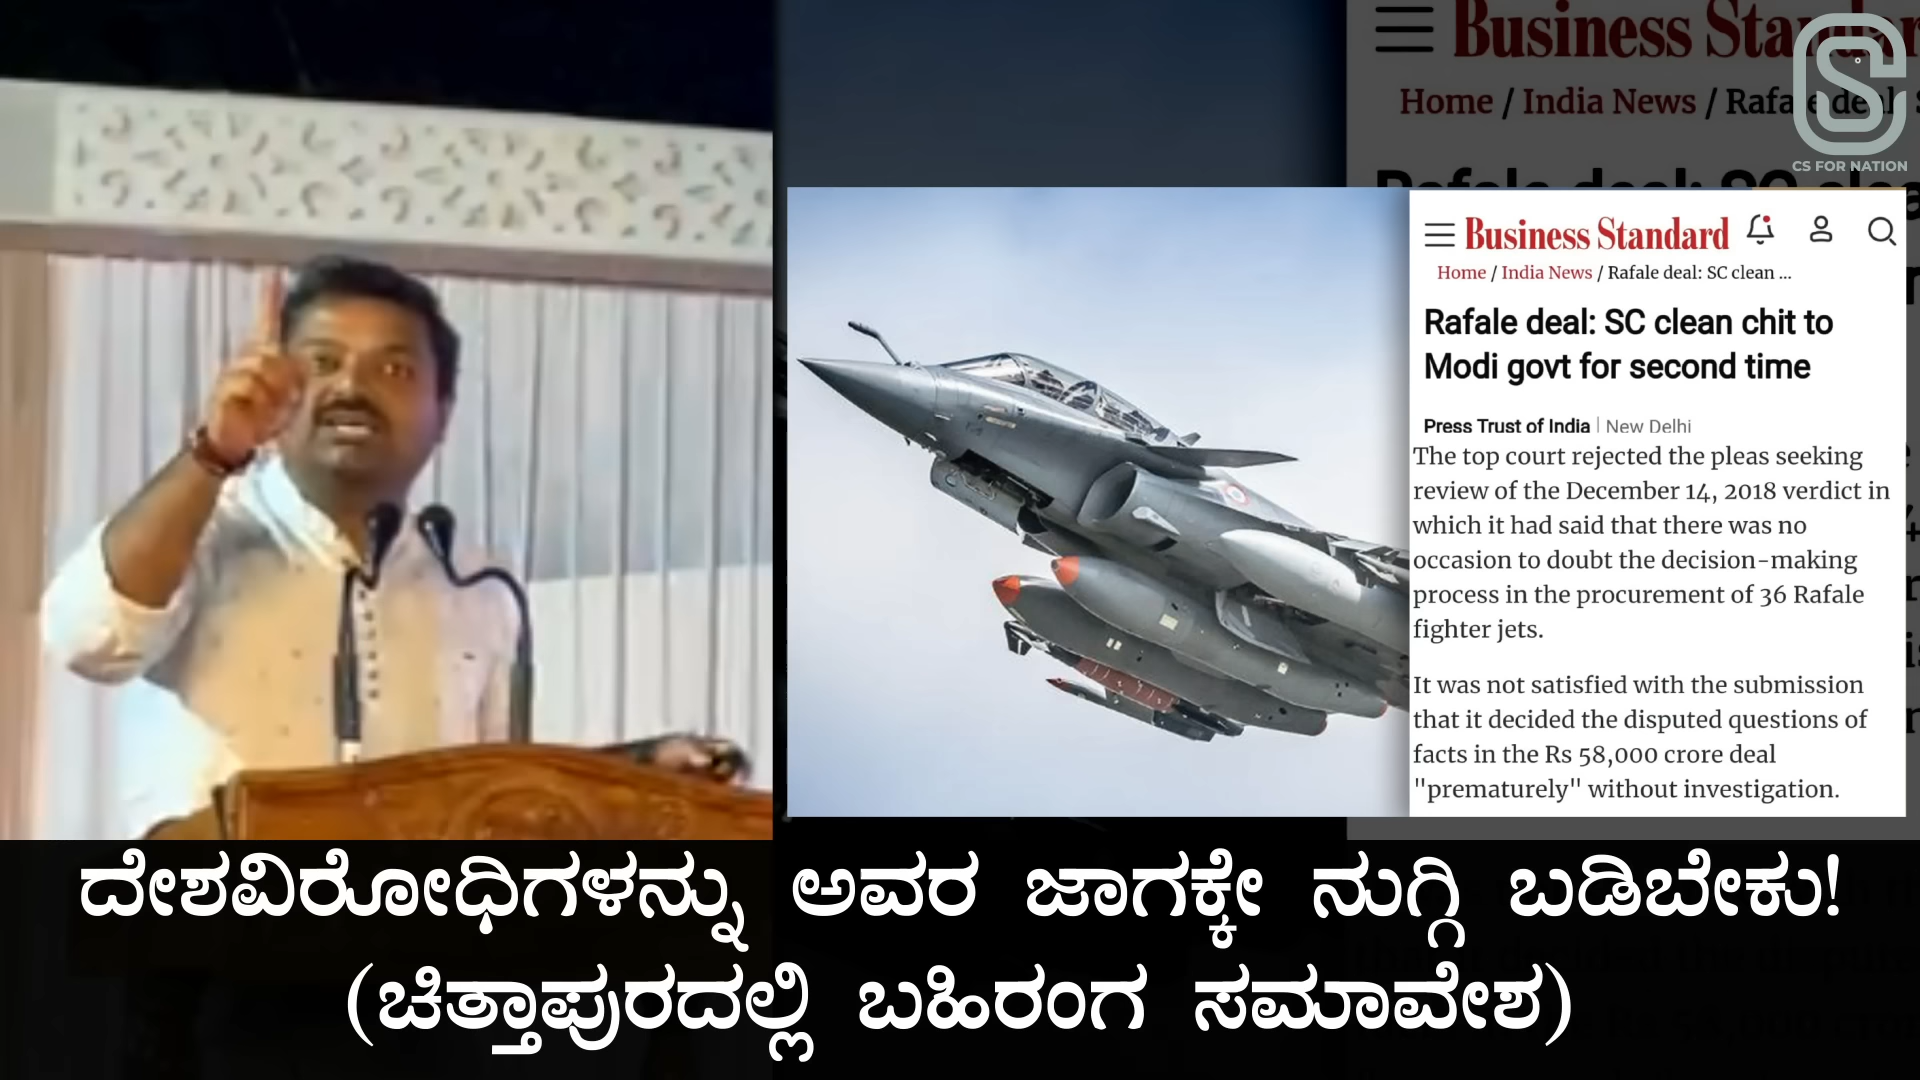 Business
Home / India News / Rafale deal:
CS FOR NATION
Business Standard
Home / India News / Rafale deal: SC clean ...
Rafale deal: SC clean chit to
Modi govt for second time
Press Trust of India | New Delhi
The top court rejected the pleas seeking
review of the December 14, 2018 verdict in
which it had said that there was no
occasion to doubt the decision-making
process in the procurement of 36 Rafale
fighter jets.
It was not satisfied with the submission
that it decided the disputed questions of
facts in the Rs 58,000 crore deal
"prematurely" without investigation.
ದೇಶವಿರೋಧಿಗಳನ್ನು ಅವರ ಜಾಗಕ್ಕೇ ನುಗ್ಗಿ ಬಡಿಬೇಕು!
(ಚಿತ್ತಾಪುರದಲ್ಲಿ ಬಹಿರಂಗ ಸಮಾವೇಶ)